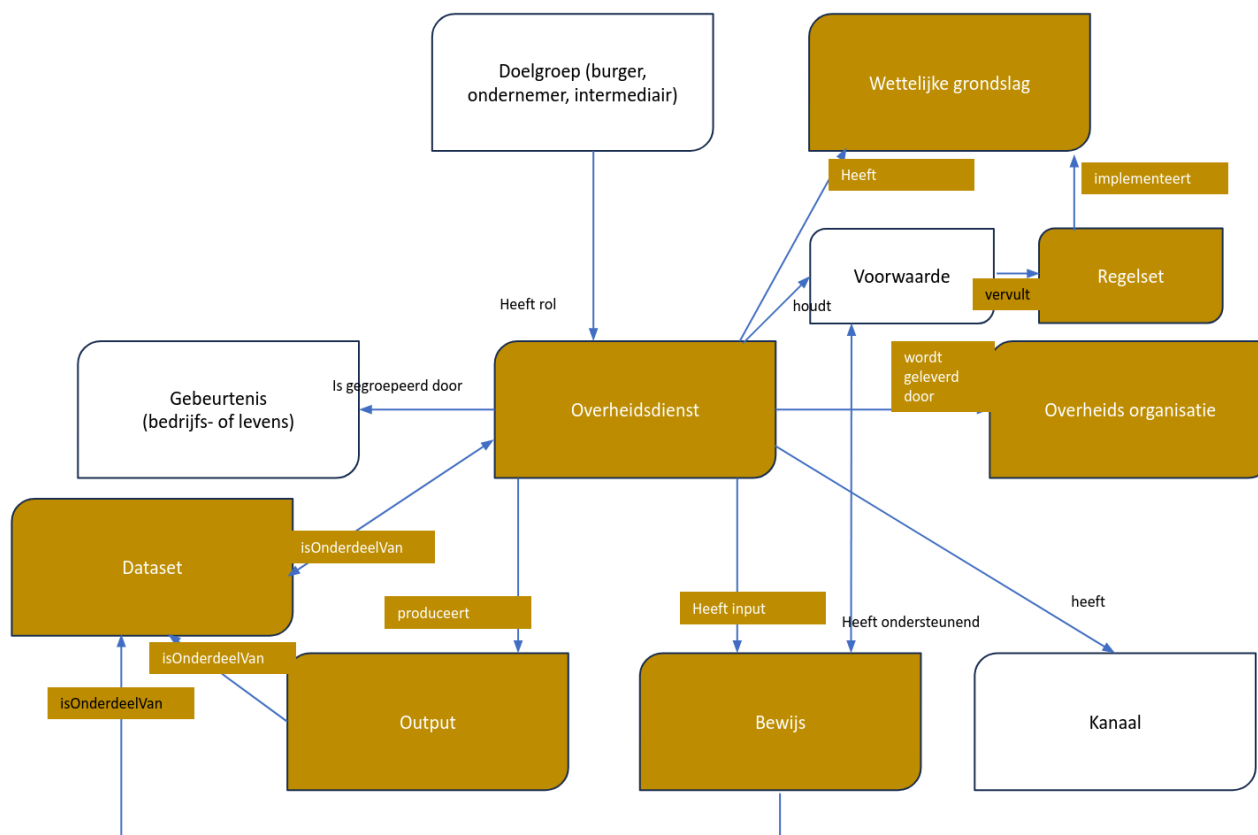 Doelgroep (burger,
ondernemer, intermediair)
Wettelijke grondslag
Heeft
implementeert
Voorwaarde
Regelset
vervult
houdt
Heeft rol
wordt
geleverd
door
Gebeurtenis
(bedrijfs- of levens)
Is gegroepeerd door
Overheidsdienst
Overheids organisatie
isOnderdeelVan
Dataset
produceert
Heeft input
heeft
Heeft ondersteunend
isOnderdeelVan
isOnderdeelVan
Output
Bewijs
Kanaal